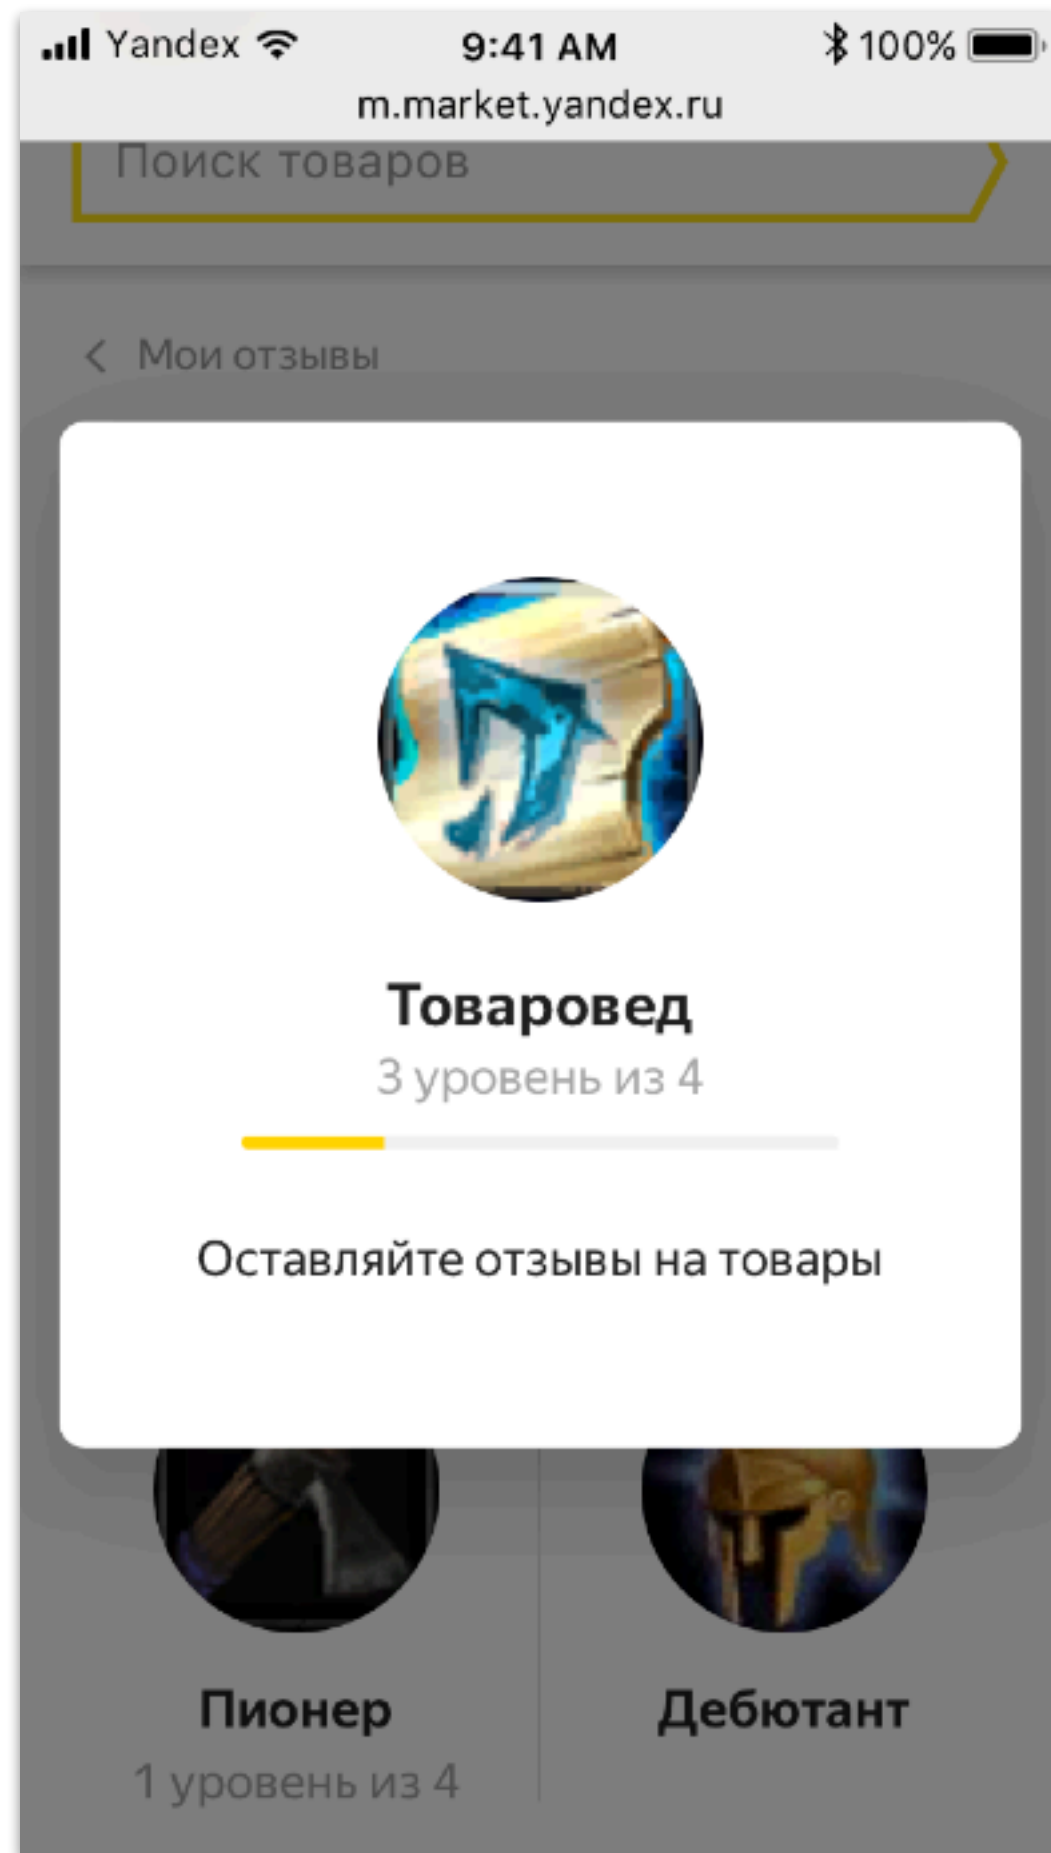 Yandex 9:41 AM 100%
m.market.yandex.ru
Поиск товаров
Мои отзывы
Товаровед
3 уровень из 4
Оставляйте отзывы на товары
Пионер Дебютант
1 уровень из 4